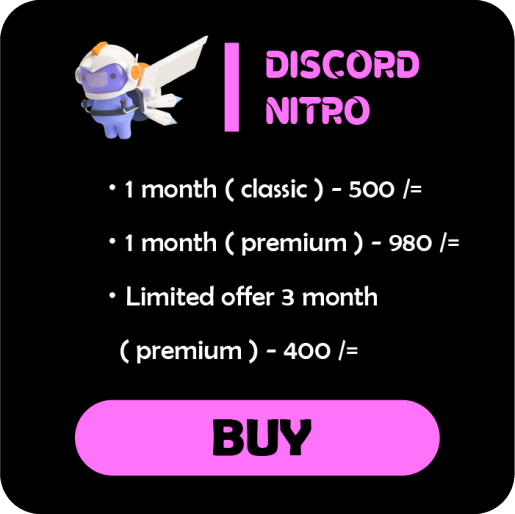 DISCORD
NITRO
• 1 month ( classic ) - 500 /=
• 1 month ( premium ) - 980 /=
• Limited offer 3 month
( premium ) - 400 /=
BUY